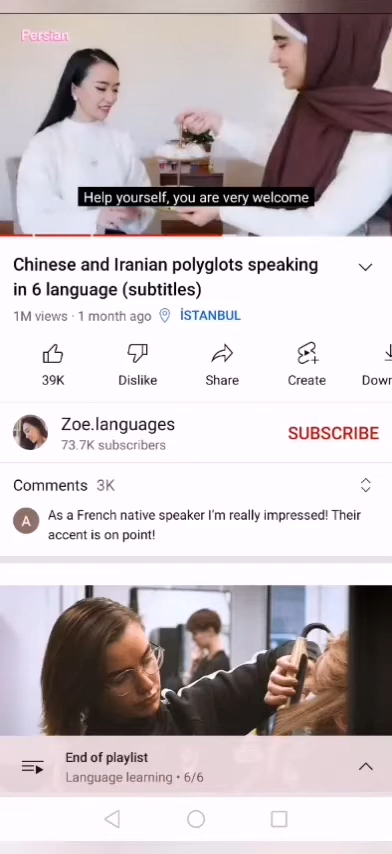 Persian
Help yourself, you are very welcome
Chinese and Iranian polyglots speaking
in 6 language (subtitles)
1M views · 1 month ago İSTANBUL
39K Dislike Share Create Down
Zoe.languages
73.7K subscribers
SUBSCRIBE
Comments 3K
A
As a French native speaker I'm really impressed! Their
accent is on point!
End of playlist
Language learning • 6/6